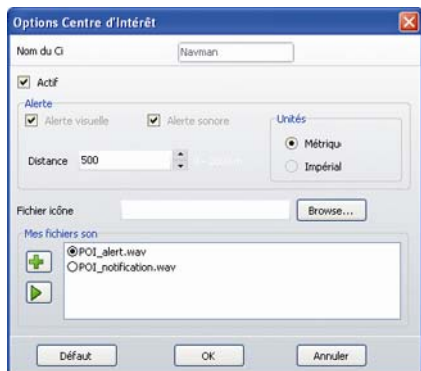 Options Centre d'Intérêt
Nom du Ci
Navman
Actif
Alerte
Alerte visuelle
Alerte sonore
Distance 500
Unités
Métriqu
Impérial
Fichier icône
Browse...
Mes fichiers son
POI_alert.wav
POI_notification.wav
Défaut
OK
Annuler